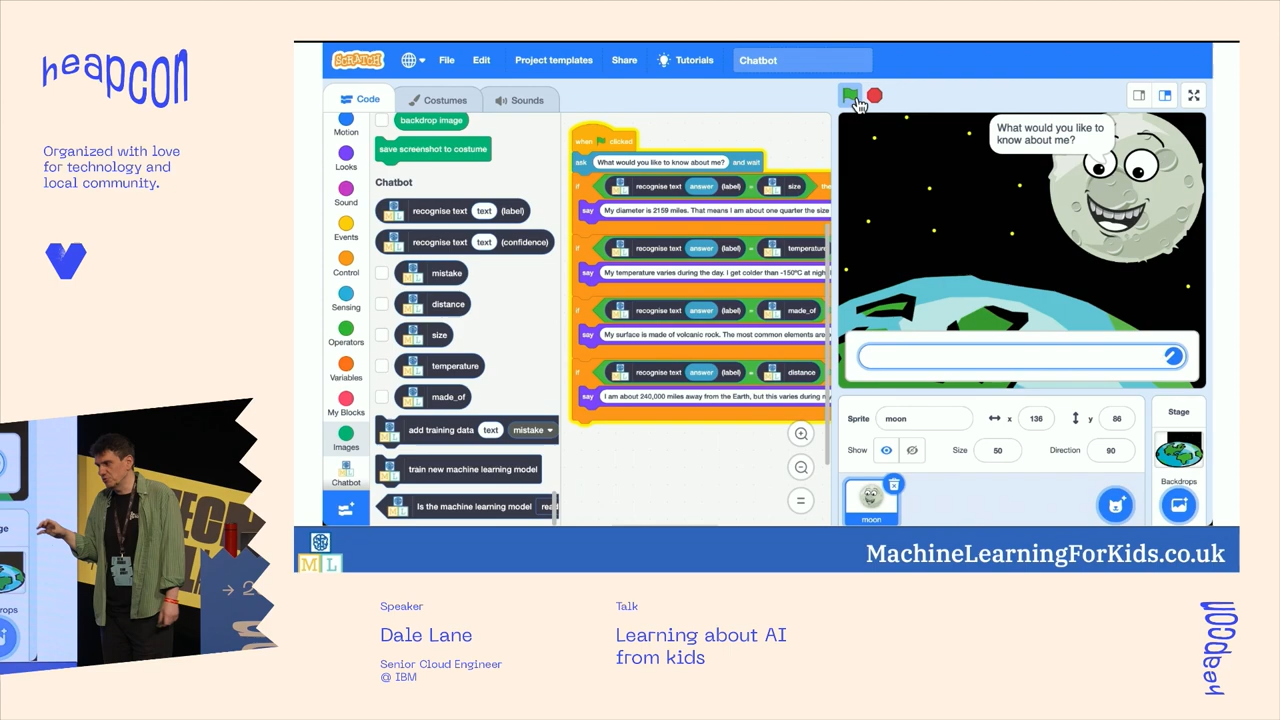 heapcon
Organized with love
for technology and
local community.
SCRATCH
File
Edit
Project templates
Share
Tutorials
Chatbot
Code
Costumes
Sounds
Motion
Looks
Sound
Events
Control
Sensing
Operators
Variables
My Blocks
Images
Chatbot
backdrop image
save screenshot to costume
Chatbot
recognise text text (label)
recognise text text (confidence)
mistake
distance
size
temperature
made_of
add training data text mistake
train new machine learning model
Is the machine learning model
when clicked
ask What would you like to know about me? and wait
if recognise text answer (label) = size
say My diameter is 2159 miles. That means I am about one quarter the size
if recognise text answer (label) = temperature
say My temperature varies during the day. I get colder than -150°C at
if recognise text answer (label) = made_of
say My surface is made of volcanic rock. The most common elements are
if recognise text answer (label) = distance
say I am about 240,000 miles away from the Earth, but this varies during
What would you like to
know about me?
Sprite moon x 136 y 86
Show Size 50 Direction 90
moon
Stage
Backdrops
ML
MachineLearningForKids.co.uk
Speaker
Dale Lane
Senior Cloud Engineer
@ IBM
Talk
Learning about AI
from kids
heapcon